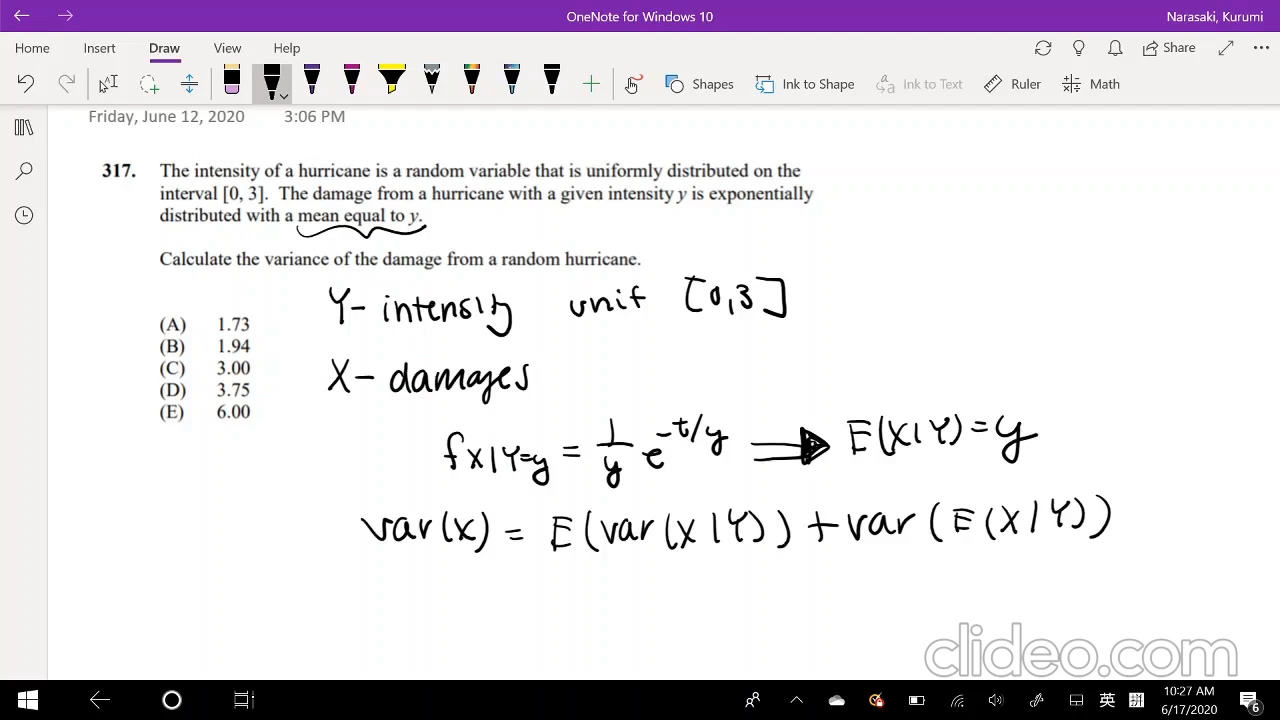 OneNote for Windows 10
Narasaki, Kurumi
Home Insert Draw View Help Share
Shapes Ink to Shape Ink to Text Ruler Math
Friday, June 12, 2020 3:06 PM
317. The intensity of a hurricane is a random variable that is uniformly distributed on the
interval [0, 3]. The damage from a hurricane with a given intensity y is exponentially
distributed with a mean equal to y.
Calculate the variance of the damage from a random hurricane.
Y- intensity unif [0,3]
(A) 1.73
(B) 1.94
(C) 3.00
(D) 3.75
(E) 6.00
X- damages
fX|Y=y = 1/y e^-t/y ⟹ E(X|Y)=y
var(x) = E(var(X|Y)) + var(E(X|Y))
clideo.com
英
拼
10:27 AM
6/17/2020
6